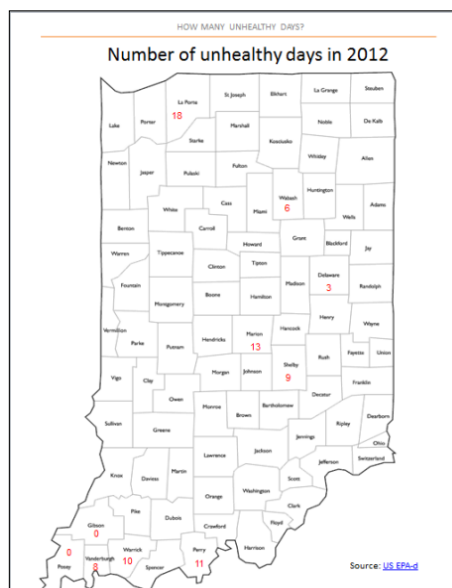 HOW MANY UNHEALTHY DAYS?
Number of unhealthy days in 2012
Steuben
La Grange
Elkhart
St. Joseph
La Porte
18
Porter
Lake
De Kalb
Noble
Marshall
Starke
Kosciusko
Newton
Jasper
Pulaski
Fulton
Whitley
Allen
White
Cass
Miami
Wabash
6
Huntington
Wells
Adams
Benton
Carroll
Howard
Grant
Blackford
Jay
Warren
Tippecanoe
Clinton
Tipton
Madison
Delaware
3
Randolph
Fountain
Montgomery
Boone
Hamilton
Henry
Wayne
Vermillion
Parke
Putnam
Hendricks
Marion
13
Hancock
Rush
Fayette
Union
Shelby
9
Vigo
Clay
Morgan
Johnson
Franklin
Owen
Monroe
Brown
Bartholomew
Decatur
Sullivan
Greene
Dearborn
Ripley
Jennings
Ohio
Switzerland
Jefferson
Lawrence
Jackson
Knox
Daviess
Martin
Orange
Washington
Scott
Clark
Floyd
Gibson
0
Pike
Dubois
Crawford
Harrison
0
Posey
Vanderburgh
8
Warrick
10
Spencer
Perry
11
Source: US EPA-d